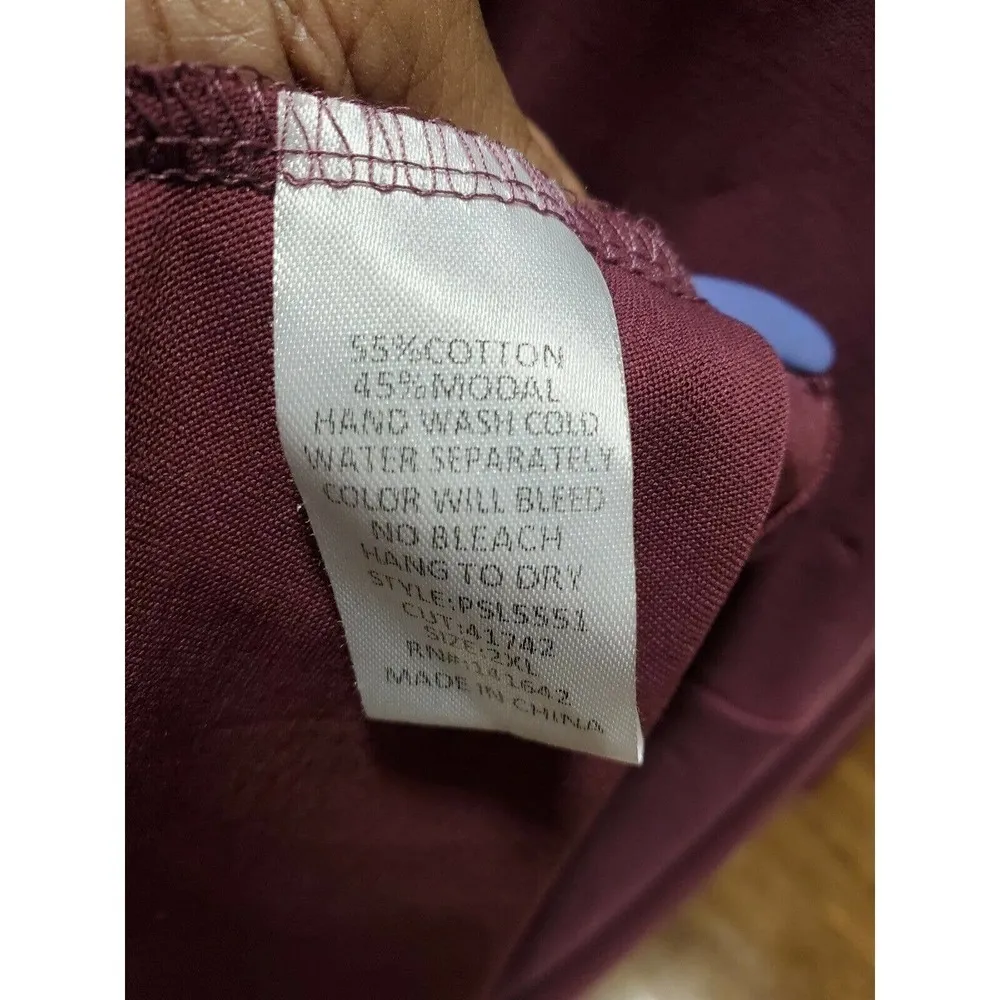 55%COTTON
45%MODAL
HAND WASH COLD
WATER SEPARATELY
COLOR WILL BLEED
NO BLEACH
HANG TO DRY
STYLE:PSL5551
CUT:41742
SIZE:2XL
RN#:141642
MADE IN CHINA